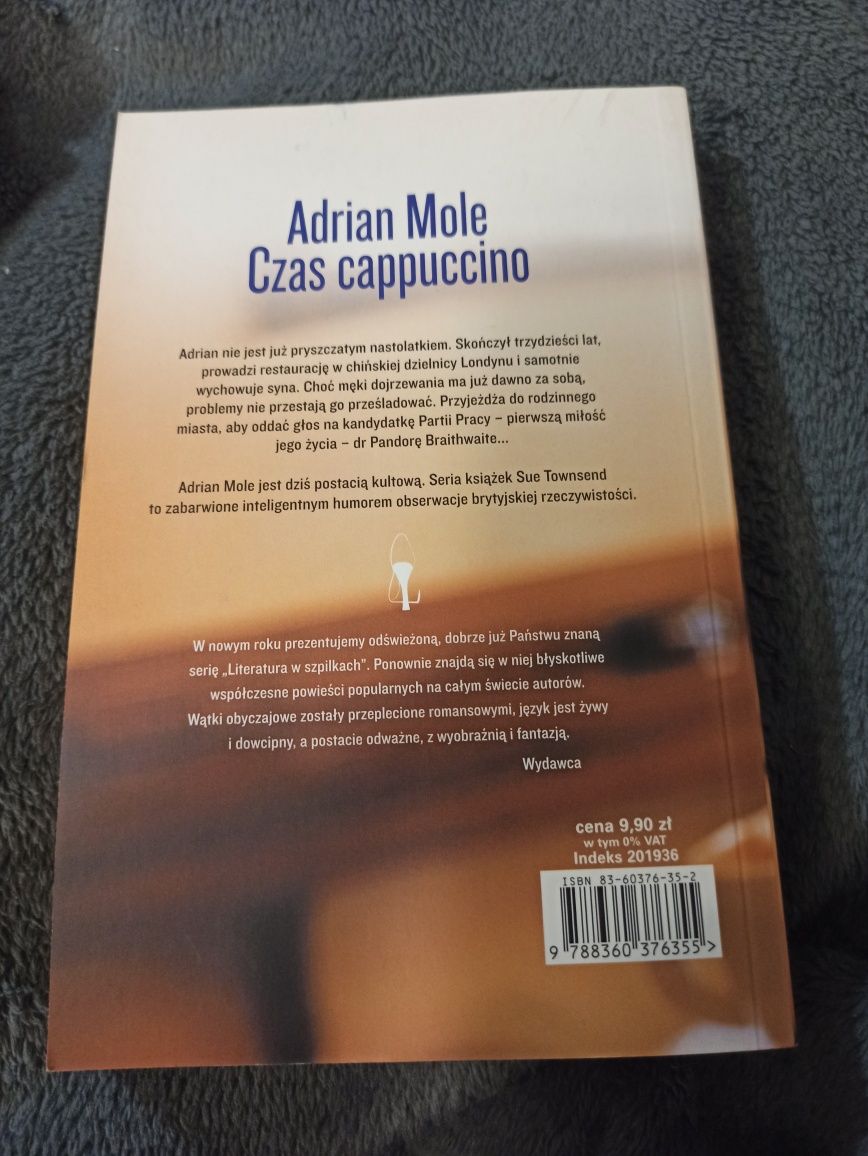 Adrian Mole
Czas cappuccino
Adrian nie jest już pryszczatym nastolatkiem. Skończył trzydzieści lat,
prowadzi restaurację w chińskiej dzielnicy Londynu i samotnie
wychowuje syna. Choć męki dojrzewania ma już dawno za sobą,
problemy nie przestają go prześladować. Przyjeżdża do rodzinnego
miasta, aby oddać głos na kandydatkę Partii Pracy – pierwszą miłość
jego życia – dr Pandorę Braithwaite...
Adrian Mole jest dziś postacią kultową. Seria książek Sue Townsend
to zabarwione inteligentnym humorem obserwacje brytyjskiej rzeczywistości.
W nowym roku prezentujemy odświeżoną, dobrze już Państwu znaną
serię „Literatura w szpilkach”. Ponownie znajdą się w niej błyskotliwe
współczesne powieści popularnych na całym świecie autorów.
Wątki obyczajowe zostały przeplecione romansowymi, język jest żywy
i dowcipny, a postacie odważne, z wyobraźnią i fantazją.
Wydawca
cena 9,90 zł
w tym 0% VAT
Indeks 201936
ISBN 83-60376-35-2
9 788360 376355 >